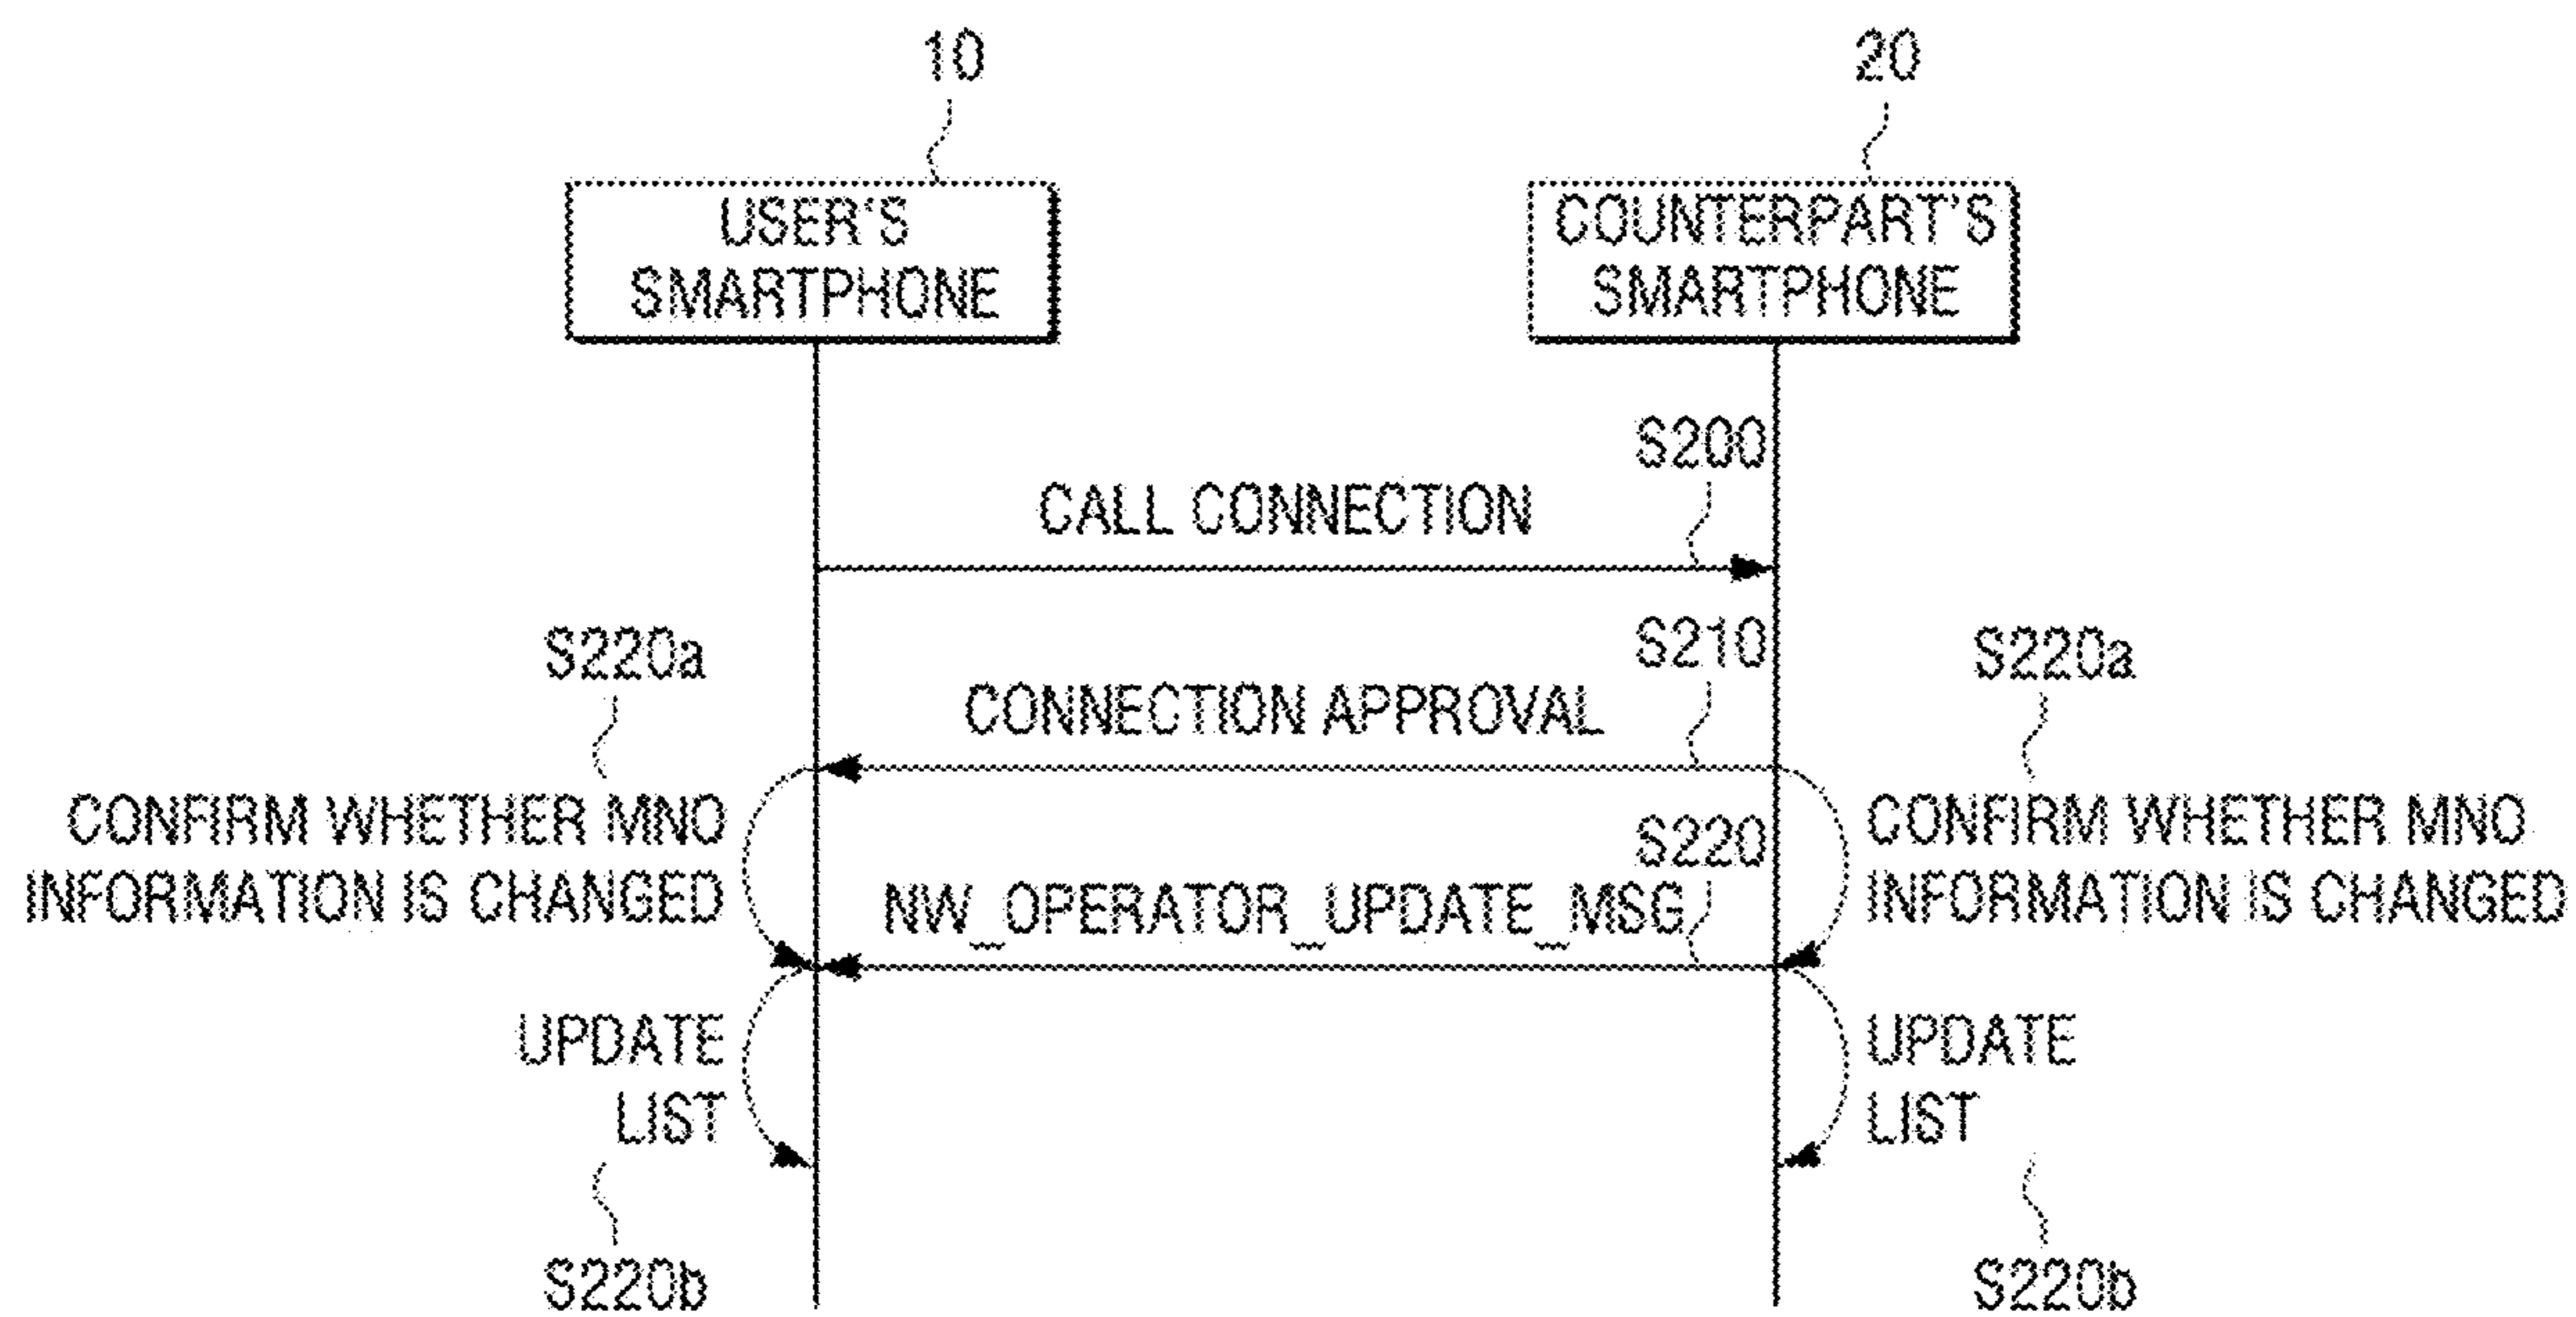 10
20
USER'S
SMARTPHONE
COUNTERPART'S
SMARTPHONE
S200
CALL CONNECTION
S210
S220a
S220a
CONNECTION APPROVAL
CONFIRM WHETHER MNO
INFORMATION IS CHANGED
S220
CONFIRM WHETHER MNO
INFORMATION IS CHANGED
NW_OPERATOR_UPDATE_MSG
UPDATE
LIST
UPDATE
LIST
S220b
S220b